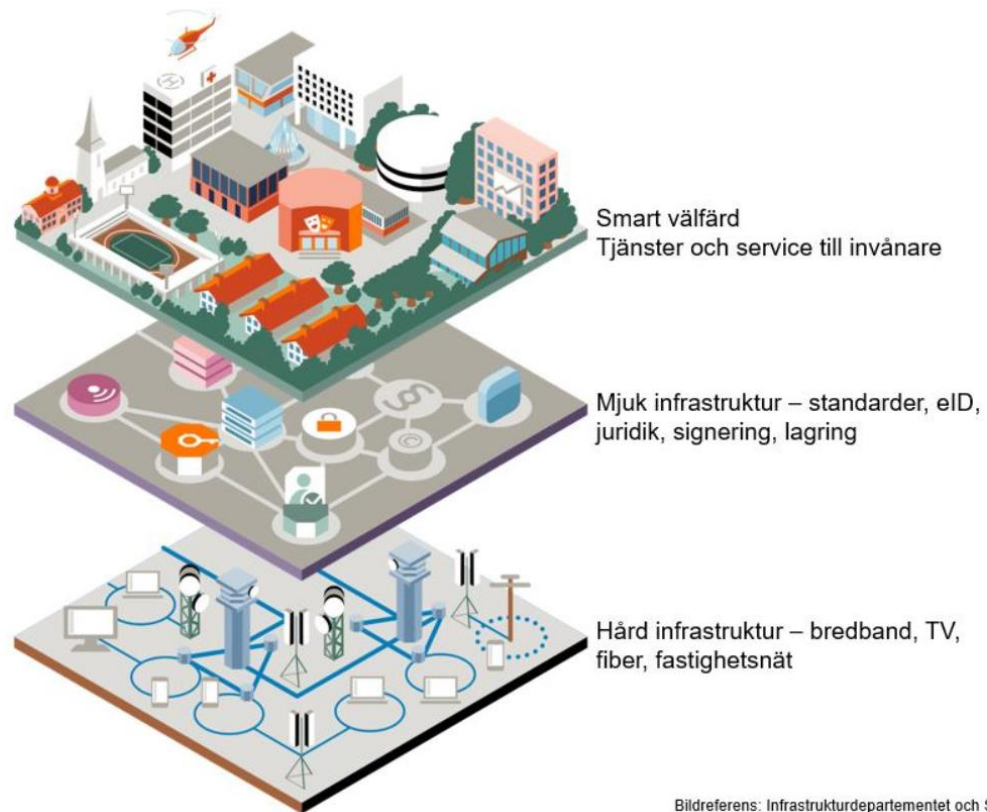 Smart välfärd
Tjänster och service till invånare
Mjuk infrastruktur – standarder, eID,
juridik, signering, lagring
Hård infrastruktur – bredband, TV,
fiber, fastighetsnät
Bildreferens: Infrastrukturdepartementet och S